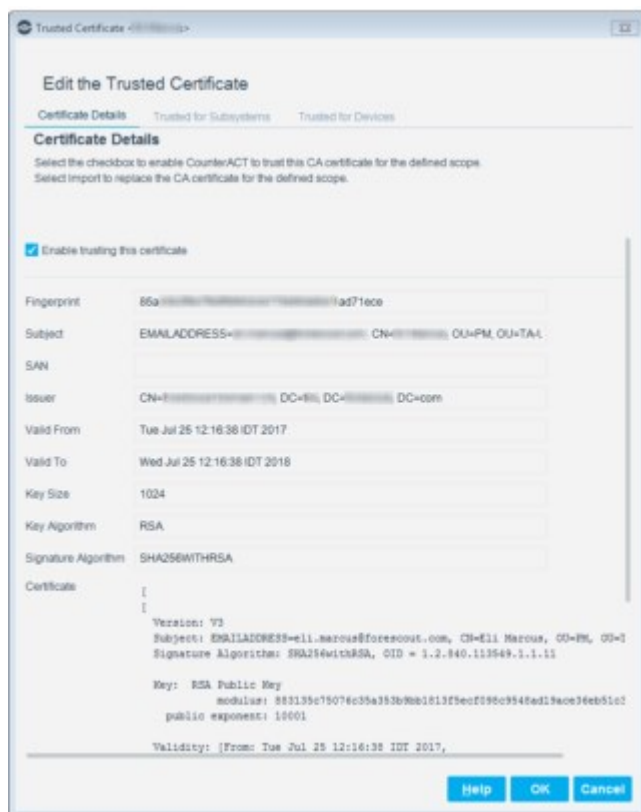 Trusted Certificate
Edit the Trusted Certificate
Certificate Details Trusted for Subsystems Trusted for Devices
Certificate Details
Select the checkbox to enable CounterACT to trust this CA certificate for the defined scope.
Select Import to replace the CA certificate for the defined scope.
Enable trusting this certificate
Fingerprint 86a ad71ece
Subject EMAILADDRESS= CN= OU=PM, OU=TA-
SAN
Issuer CN= DC= DC= DC=com
Valid From Tue Jul 25 12:16:38 IDT 2017
Valid To Wed Jul 25 12:16:38 IDT 2018
Key Size 1024
Key Algorithm RSA
Signature Algorithm SHA256WITHRSA
Certificate [
[
Version: V3
Subject: EMAILADDRESS=eli.marcus@forescout.com, CN=Eli Marcus, OU=PM,
Signature Algorithm: SHA256withRSA, OID = 1.2.840.113549.1.1.11
Key: RSA Public Key
modulus:
public exponent: 10001
Validity: [From: Tue Jul 25 12:16:38 IDT 2017,
Help OK Cancel